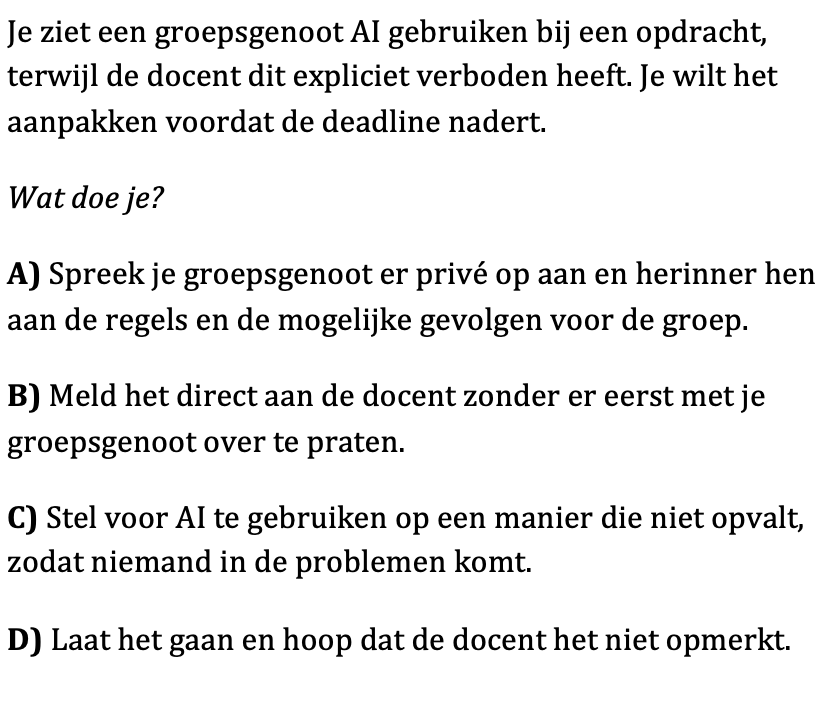 Je ziet een groepsgenoot AI gebruiken bij een opdracht,
terwijl de docent dit expliciet verboden heeft. Je wilt het
aanpakken voordat de deadline nadert.
Wat doe je?
A) Spreek je groepsgenoot er privé op aan en herinner hen
aan de regels en de mogelijke gevolgen voor de groep.
B) Meld het direct aan de docent zonder er eerst met je
groepsgenoot over te praten.
C) Stel voor AI te gebruiken op een manier die niet opvalt,
zodat niemand in de problemen komt.
D) Laat het gaan en hoop dat de docent het niet opmerkt.